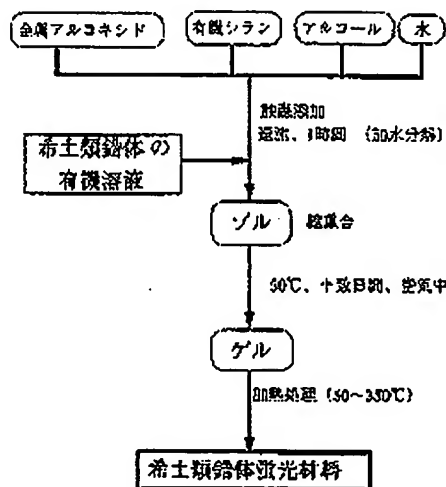 金属アルコキシド 有機シラン アルコール 水
希土類錯体の
有機溶液
還流、1時間 (加水分解)
ゾル 縮重合
50℃、十数日間、空気中
ゲル
加熱処理 (50~350℃)
希土類錯体蛍光材料